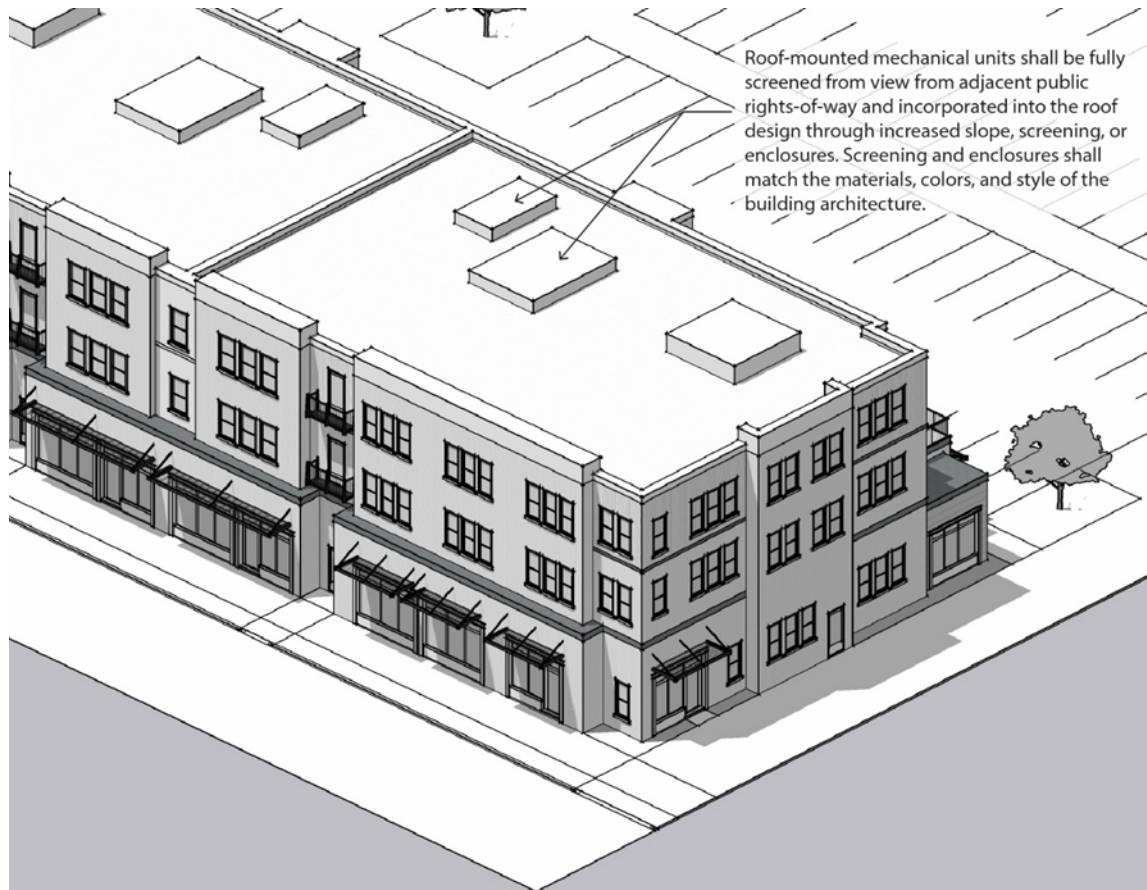 Roof-mounted mechanical units shall be fully
screened from view from adjacent public
rights-of-way and incorporated into the roof
design through increased slope, screening, or
enclosures. Screening and enclosures shall
match the materials, colors, and style of the
building architecture.